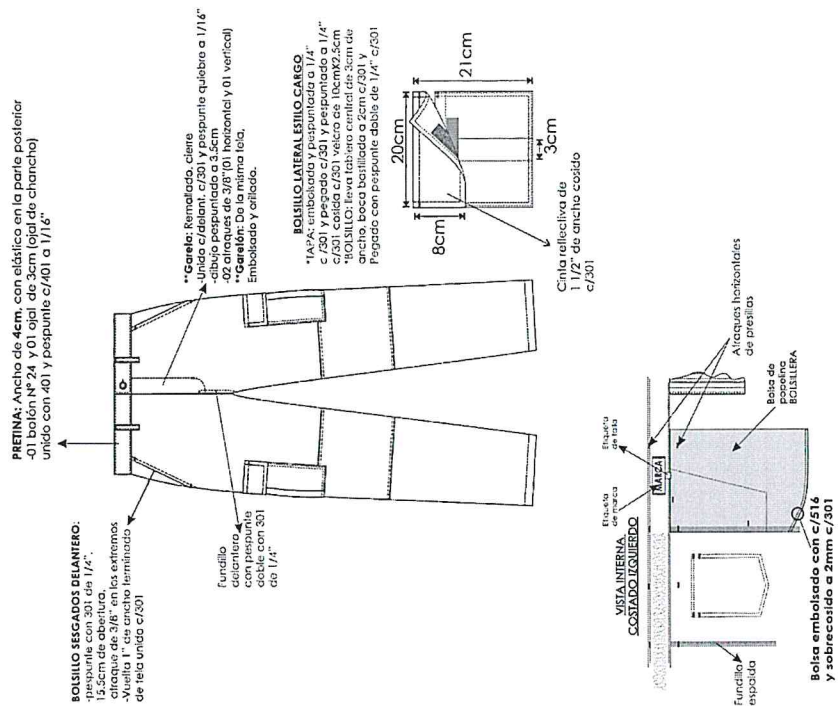 PRETINA: Ancho de 4cm, con elástico en la parte posterior
-01 botón N° 24 y 01 ojal de 3cm (ojal de chancho)
unido con 401 y pespunte c/401 a 1/16"
BOLSILLO SESGADOS DELANTERO:
-pespunte con 301 de 1/4".
15.5cm de abertura,
atraque de 3/8" en los extremos
-Vuelta 1" de ancho terminado
de tela unida c/301
**Gareta: Remallado, cierre
-Unida c/delant. c/301 y pespunte quiebre a 1/16"
-dibujo pespuntado a 3.5cm
-02 atraques de 3/8"(01 horizontal y 01 vertical)
**Garetón: De la misma tela,
Embolsado y orillado.
Fundillo
delantero
con pespunte
doble con 301
de 1/4"
BOLSILLO LATERAL ESTILO CARGO
*TAPA: embolsada y pespuntada a 1/4"
c/301 y pegado c/301 y pespuntado a 1/4"
c/301 cosida c/301 velcro de 10cmX2.5cm
*BOLSILLO: lleva tablero central de 3cm de
ancho, boca bastillada a 2cm c/301 y
Pegado con pespunte doble de 1/4" c/301
20cm
21cm
8cm
3cm
Cinta reflectiva de
1 1/2" de ancho cosido
c/301
VISTA INTERNA
COSTADO IZQUIERDO
Etiqueta
de marca
Etiqueta
de talla
MARCA
Atraques horizontales
de presillas
Bolsa de
popelina
BOLSILLERA
Fundillo
espalda
Bolsa embolsado con c/516
y sobrecosido a 2mm c/301